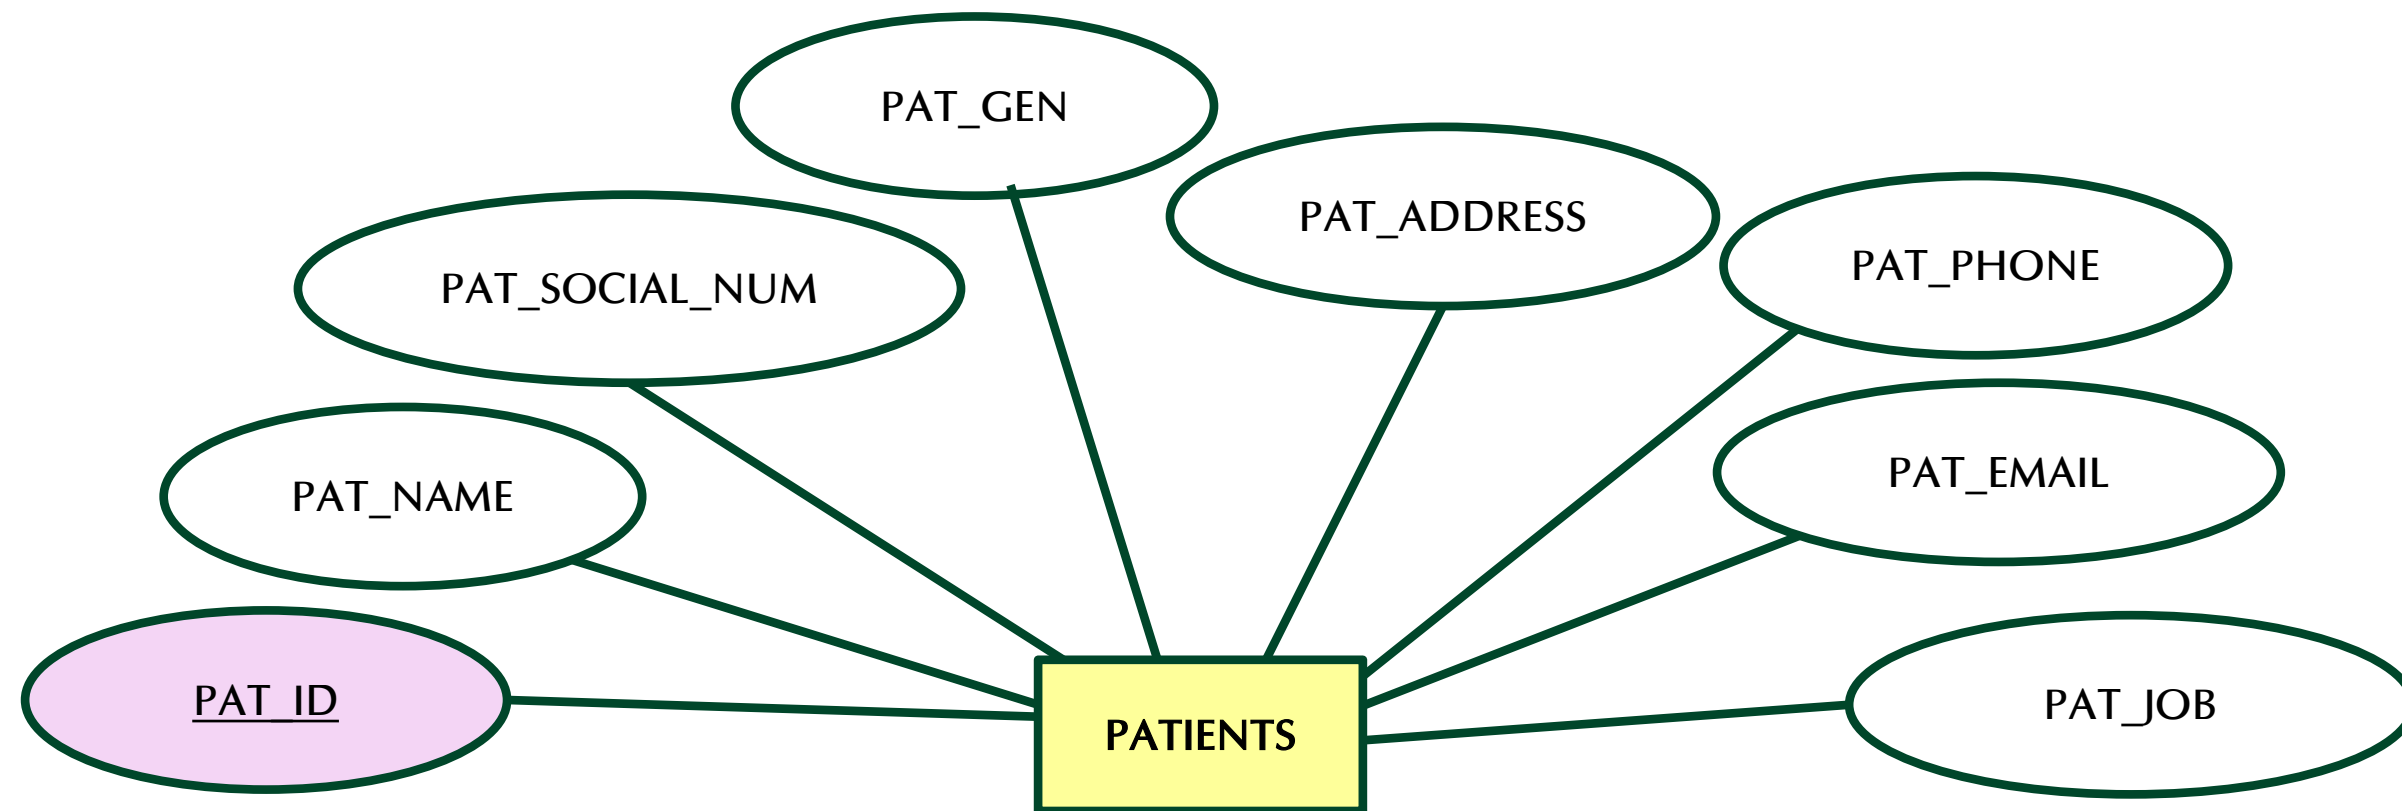 PAT_GEN
PAT_ADDRESS
PAT_PHONE
PAT_SOCIAL_NUM
PAT_EMAIL
PAT_NAME
PAT_ID
PAT_JOB
PATIENTS